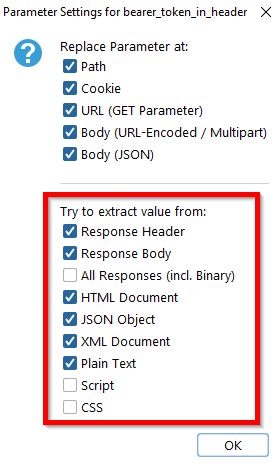 Parameter Settings for bearer_token_in_header
Replace Parameter at:
Path
Cookie
URL (GET Parameter)
Body (URL-Encoded / Multipart)
Body (JSON)
Try to extract value from:
Response Header
Response Body
All Responses (incl. Binary)
HTML Document
JSON Object
XML Document
Plain Text
Script
CSS
OK